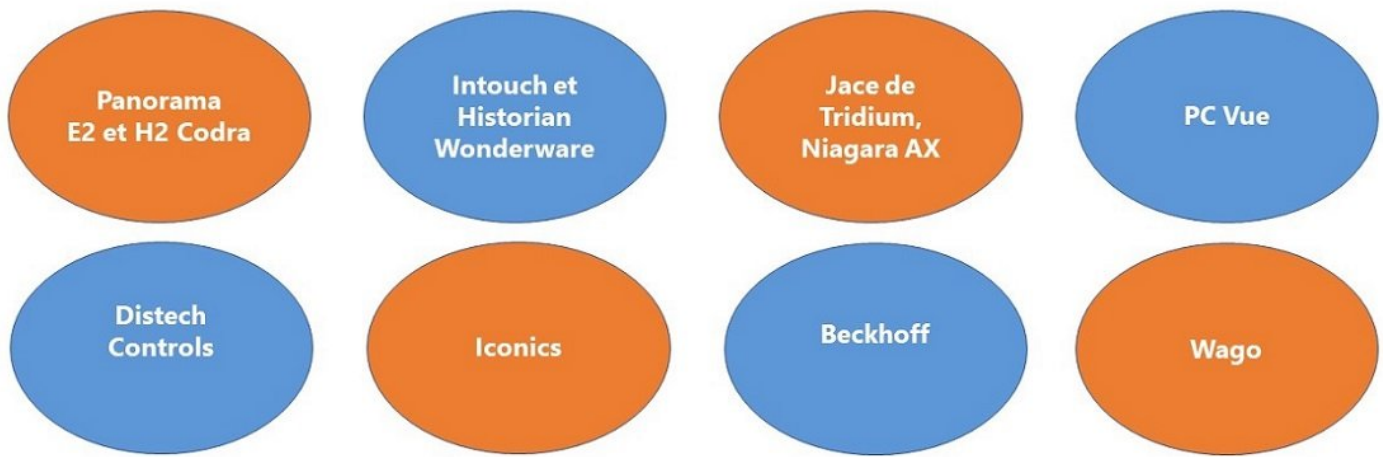 Panorama
E2 et H2 Codra
Intouch et
Historian
Wonderware
Jace de
Tridium,
Niagara AX
PC Vue
Distech
Controls
Iconics
Beckhoff
Wago